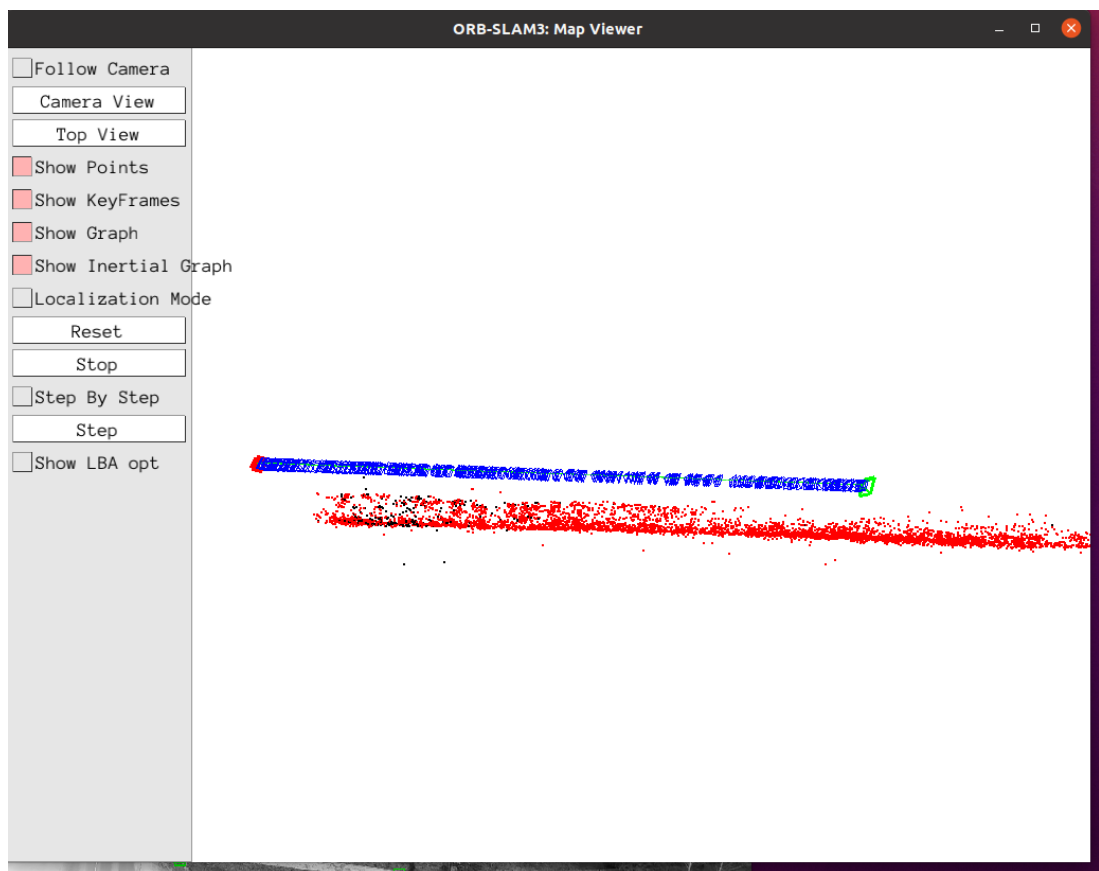 ORB-SLAM3: Map Viewer
Follow Camera
Camera View
Top View
Show Points
Show KeyFrames
Show Graph
Show Inertial Graph
Localization Mode
Reset
Stop
Step By Step
Step
Show LBA opt